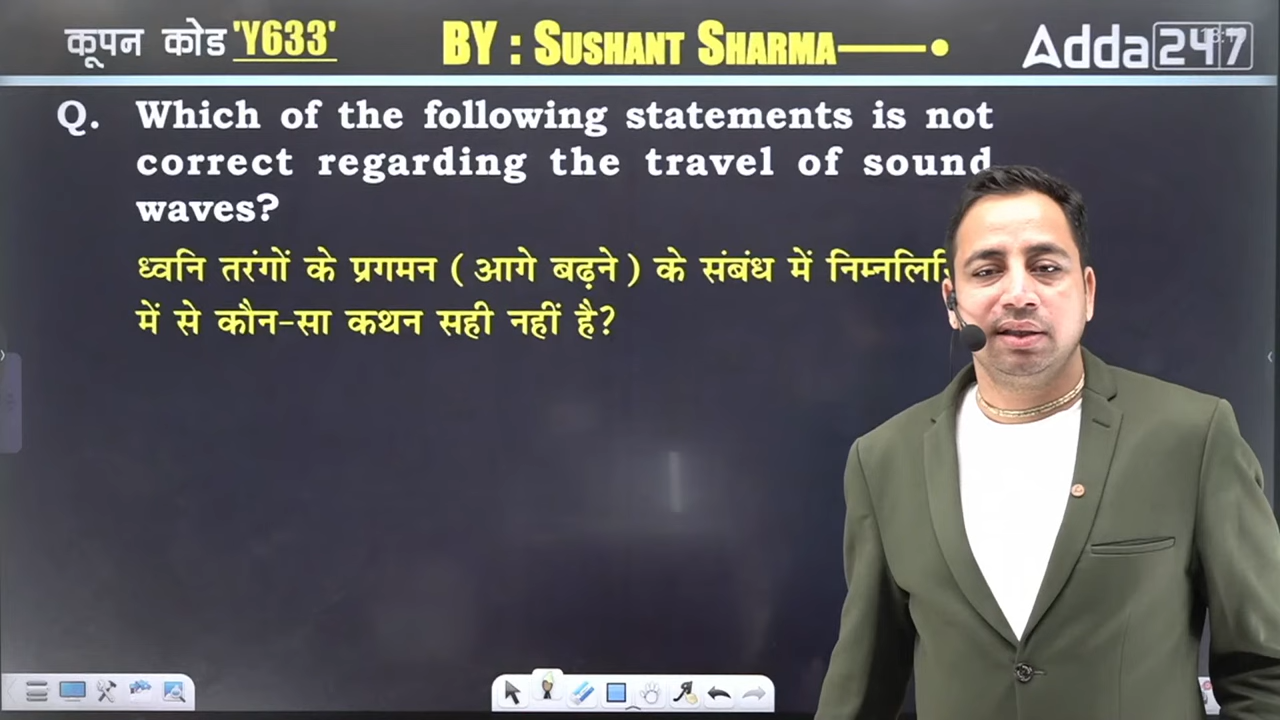 कूपन कोड 'Y633' BY : SUSHANT SHARMA Adda247
Q. Which of the following statements is not
correct regarding the travel of sound
waves?
ध्वनि तरंगों के प्रगमन ( आगे बढ़ने ) के संबंध में
में से कौन-सा कथन सही नहीं है?